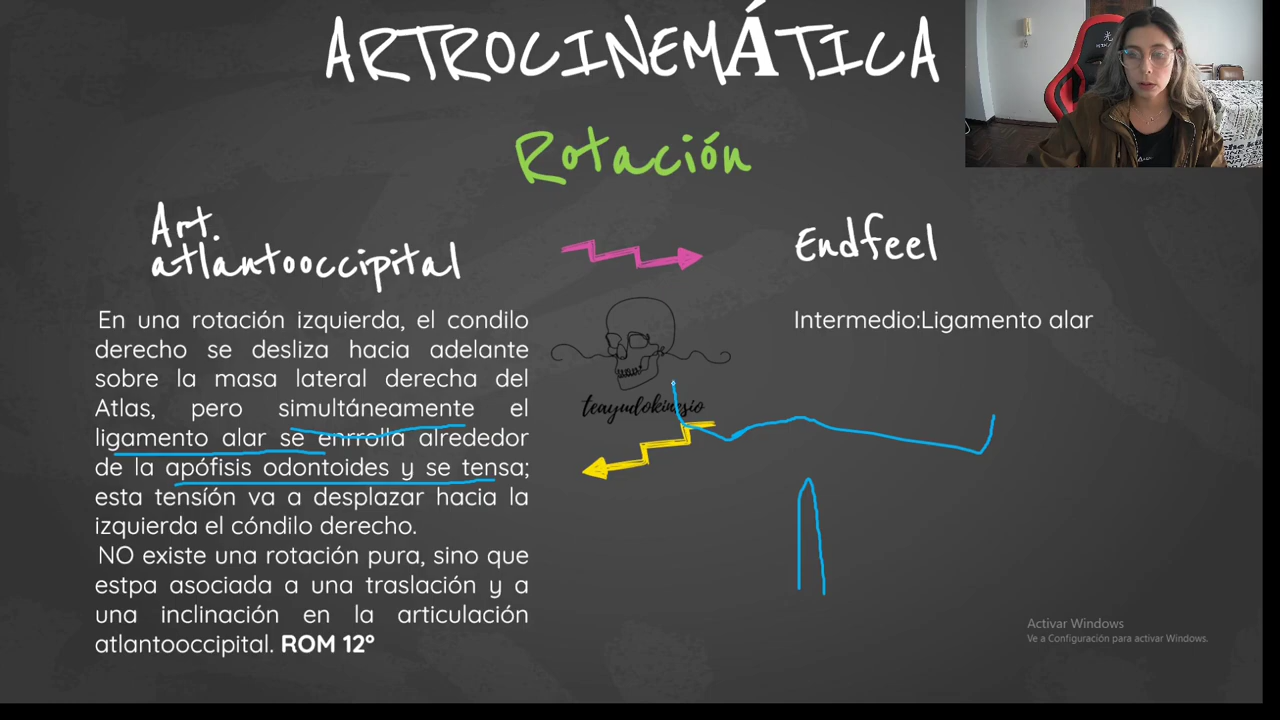 ARTROCINEMÁTICA
Rotación
Art.
atlantooccipital
Endfeel
En una rotación izquierda, el condilo
derecho se desliza hacia adelante
sobre la masa lateral derecha del
Atlas, pero simultáneamente el
ligamento alar se enrrolla alrededor
de la apófisis odontoides y se tensa;
esta tensíón va a desplazar hacia la
izquierda el cóndilo derecho.
NO existe una rotación pura, sino que
estpa asociada a una traslación y a
una inclinación en la articulación
atlantooccipital. ROM 12°
Intermedio:Ligamento alar
teayudokinesio
Activar Windows
Ve a Configuración para activar Windows.